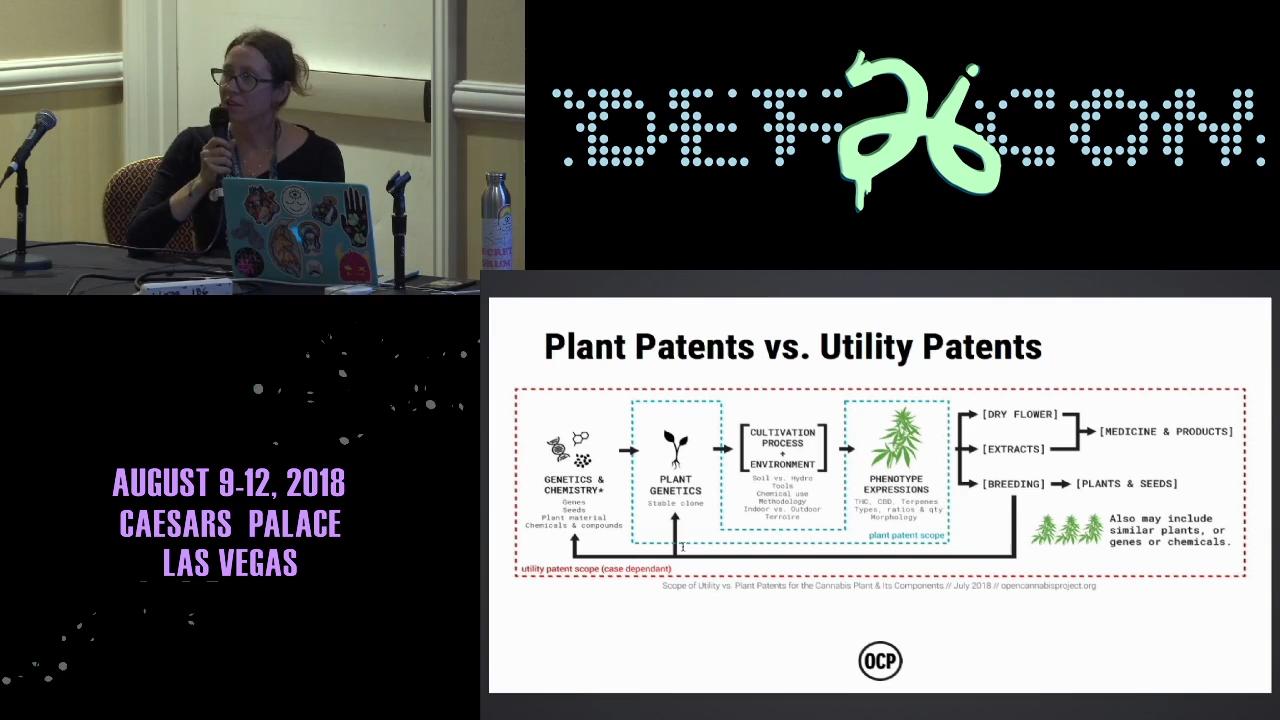 DEF 26 CON
SECRET
AUGUST 9-12, 2018
CAESARS PALACE
LAS VEGAS
Plant Patents vs. Utility Patents
GENETICS &
CHEMISTRY*
Genes
Seeds
Plant material
Chemicals & compounds
PLANT
GENETICS
Stable clone
CULTIVATION
PROCESS
+
ENVIRONMENT
Soil vs. Hydro
Tools
Chemical use
Methodology
Indoor vs. Outdoor
Terroire
PHENOTYPE
EXPRESSIONS
THC, CBD, Terpenes
Types, ratios & qty
Morphology
plant patent scope
[DRY FLOWER]
[EXTRACTS]
[MEDICINE & PRODUCTS]
[BREEDING]
[PLANTS & SEEDS]
Also may include
similar plants, or
genes or chemicals.
utility patent scope (case dependant)
Scope of Utility vs. Plant Patents for the Cannabis Plant & Its Components // July 2018 // opencannabisproject.org
OCP